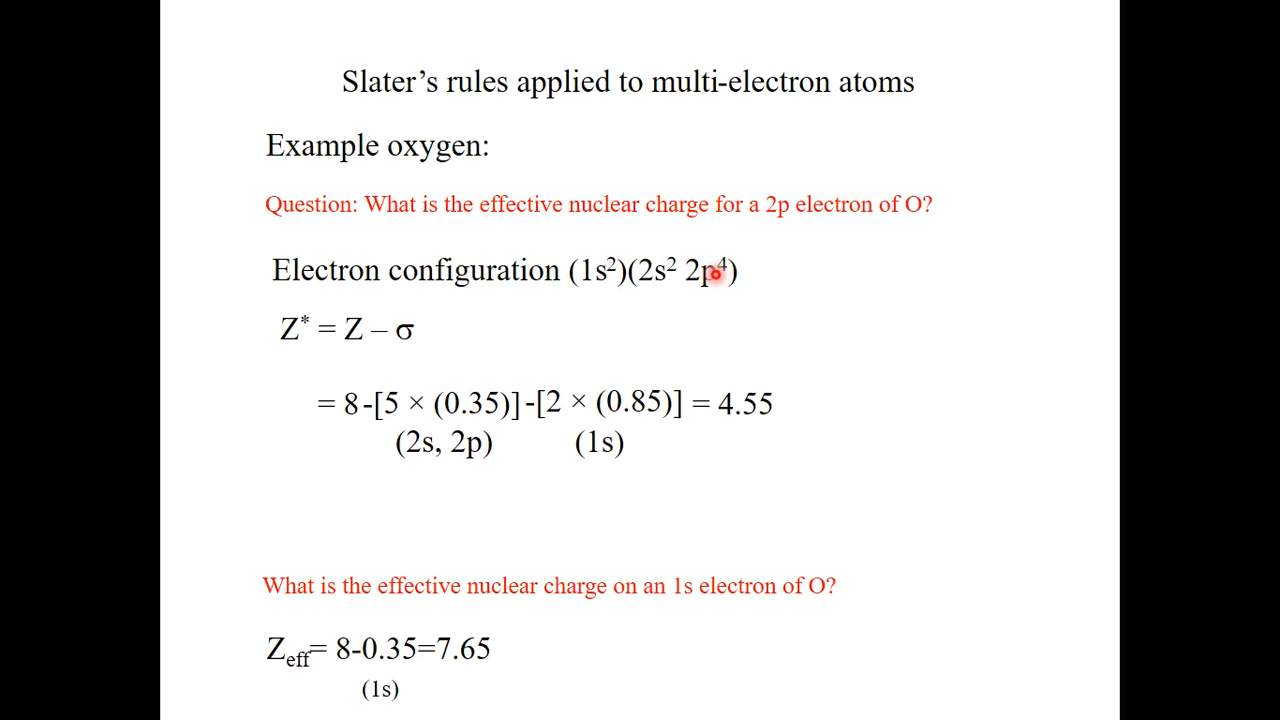 Slater’s rules applied to multi-electron atoms
Example oxygen:
Question: What is the effective nuclear charge for a 2p electron of O?
Electron configuration (1s²)(2s² 2p⁴)
Z* = Z – σ
= 8-[5 × (0.35)] -[2 × (0.85)] = 4.55
(2s, 2p) (1s)
What is the effective nuclear charge on an 1s electron of O?
Zeff= 8-0.35=7.65
(1s)